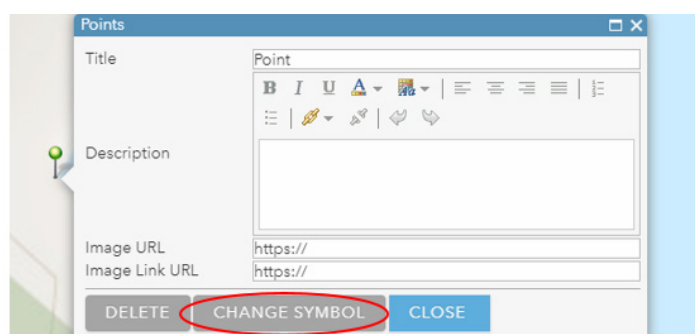 Points
Title Point
B I U A
Description
Image URL https://
Image Link URL https://
DELETE CHANGE SYMBOL CLOSE